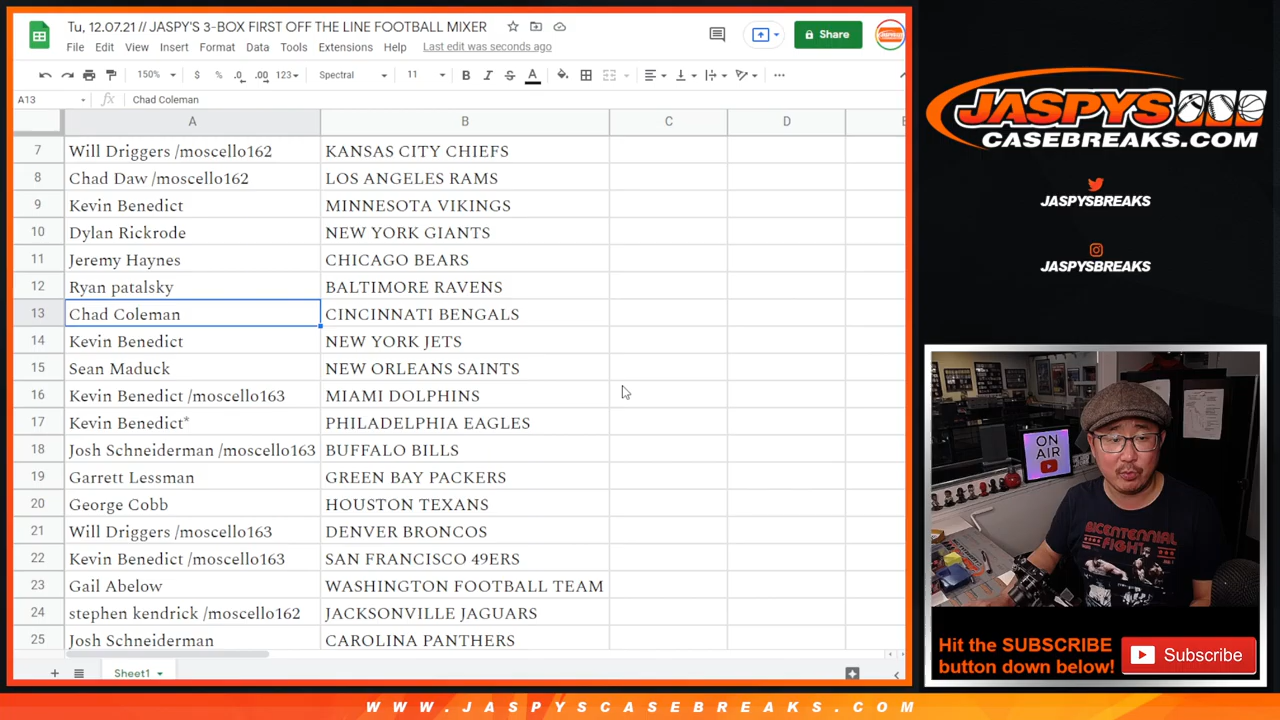 Tu, 12.07.21 // JASPY'S 3-BOX FIRST OFF THE LINE FOOTBALL MIXER
File Edit View Insert Format Data Tools Extensions Help Last edit was seconds ago
Share
150% $ % .0 .00 123 Spectral 11 B I S A
A13 fx Chad Coleman
A B C D E
7 Will Driggers /moscello162 KANSAS CITY CHIEFS
8 Chad Daw /moscello162 LOS ANGELES RAMS
9 Kevin Benedict MINNESOTA VIKINGS
10 Dylan Rickrode NEW YORK GIANTS
11 Jeremy Haynes CHICAGO BEARS
12 Ryan patalsky BALTIMORE RAVENS
13 Chad Coleman CINCINNATI BENGALS
14 Kevin Benedict NEW YORK JETS
15 Sean Maduck NEW ORLEANS SAINTS
16 Kevin Benedict /moscello163 MIAMI DOLPHINS
17 Kevin Benedict* PHILADELPHIA EAGLES
18 Josh Schneiderman /moscello163 BUFFALO BILLS
19 Garrett Lessman GREEN BAY PACKERS
20 George Cobb HOUSTON TEXANS
21 Will Driggers /moscello163 DENVER BRONCOS
22 Kevin Benedict /moscello163 SAN FRANCISCO 49ERS
23 Gail Abelow WASHINGTON FOOTBALL TEAM
24 stephen kendrick /moscello162 JACKSONVILLE JAGUARS
25 Josh Schneiderman CAROLINA PANTHERS
Sheet1
JASPYS
CASEBREAKS.COM
JASPYSBREAKS
JASPYSBREAKS
ON
AIR
BICENTENNIAL
FIGHT
Hit the SUBSCRIBE
button down below!
Subscribe
WWW.JASPYSCASEBREAKS.COM